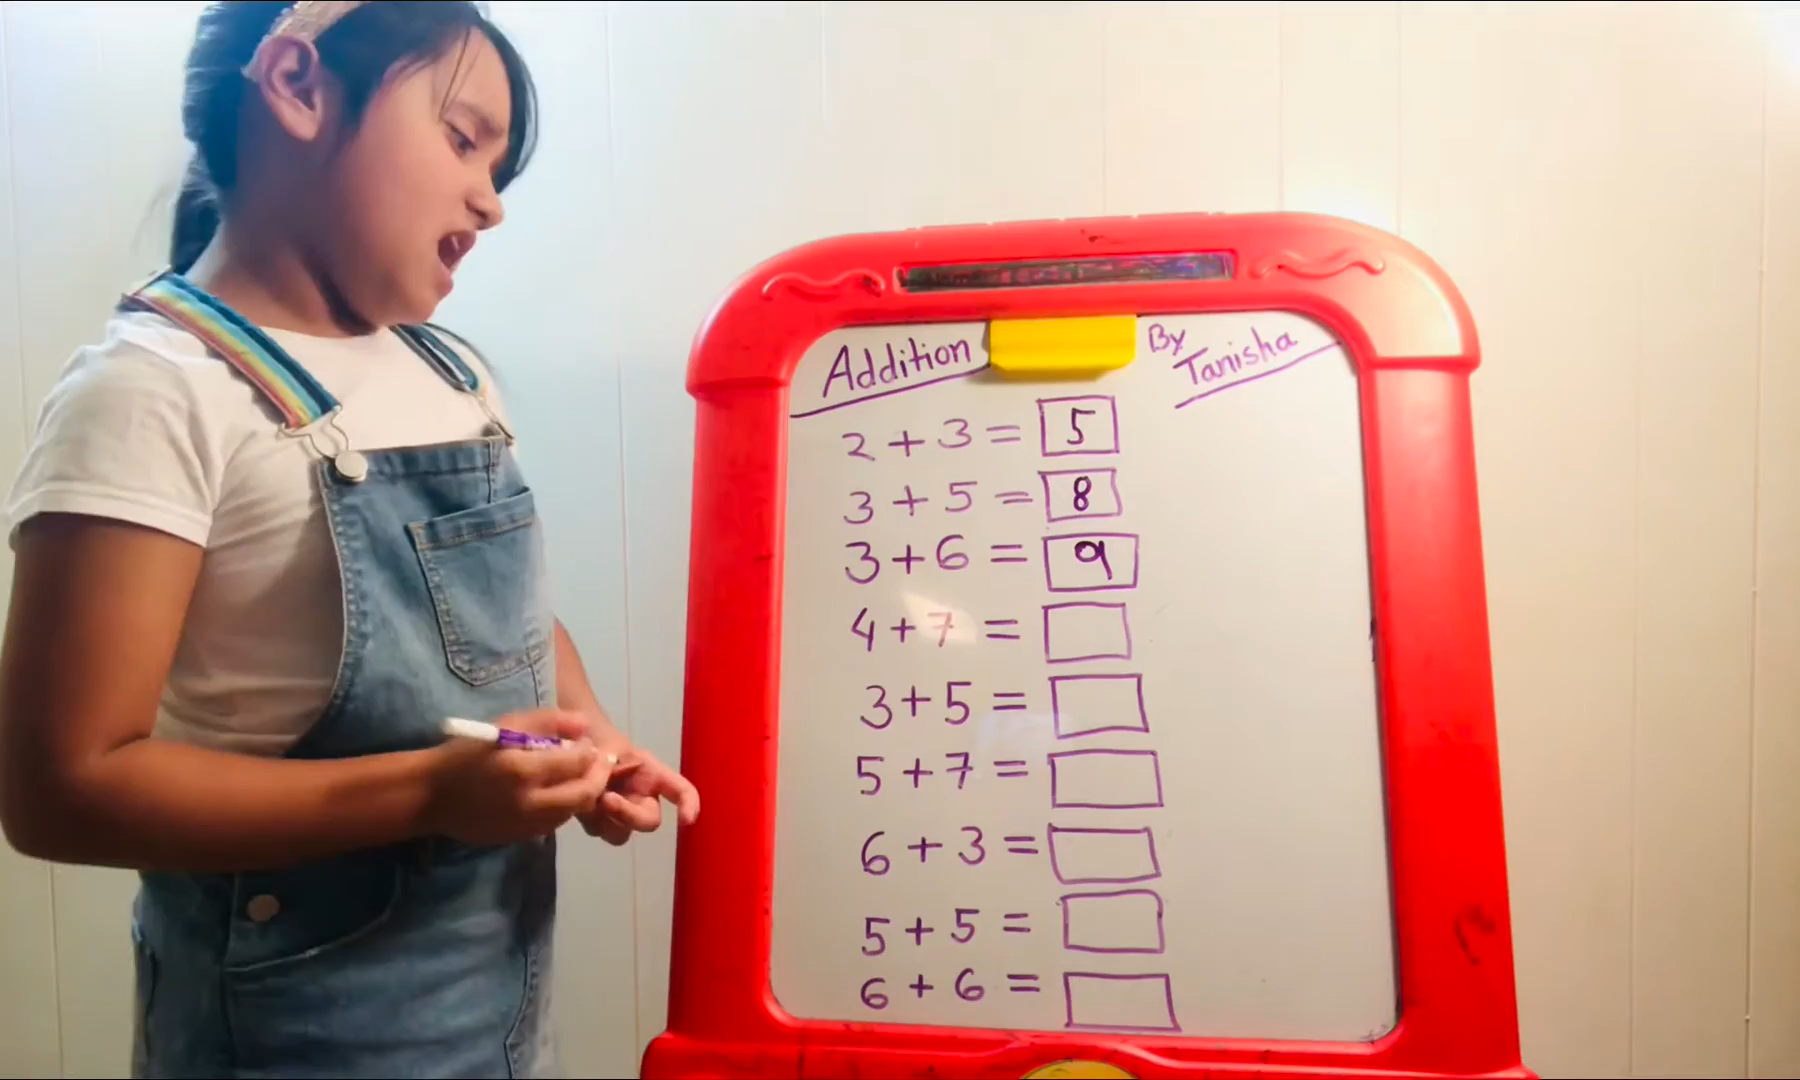 Addition
By
Tanisha
2 + 3 = 5
3 + 5 = 8
3 + 6 = 9
4 + 7 =
3 + 5 =
5 + 7 =
6 + 3 =
5 + 5 =
6 + 6 =